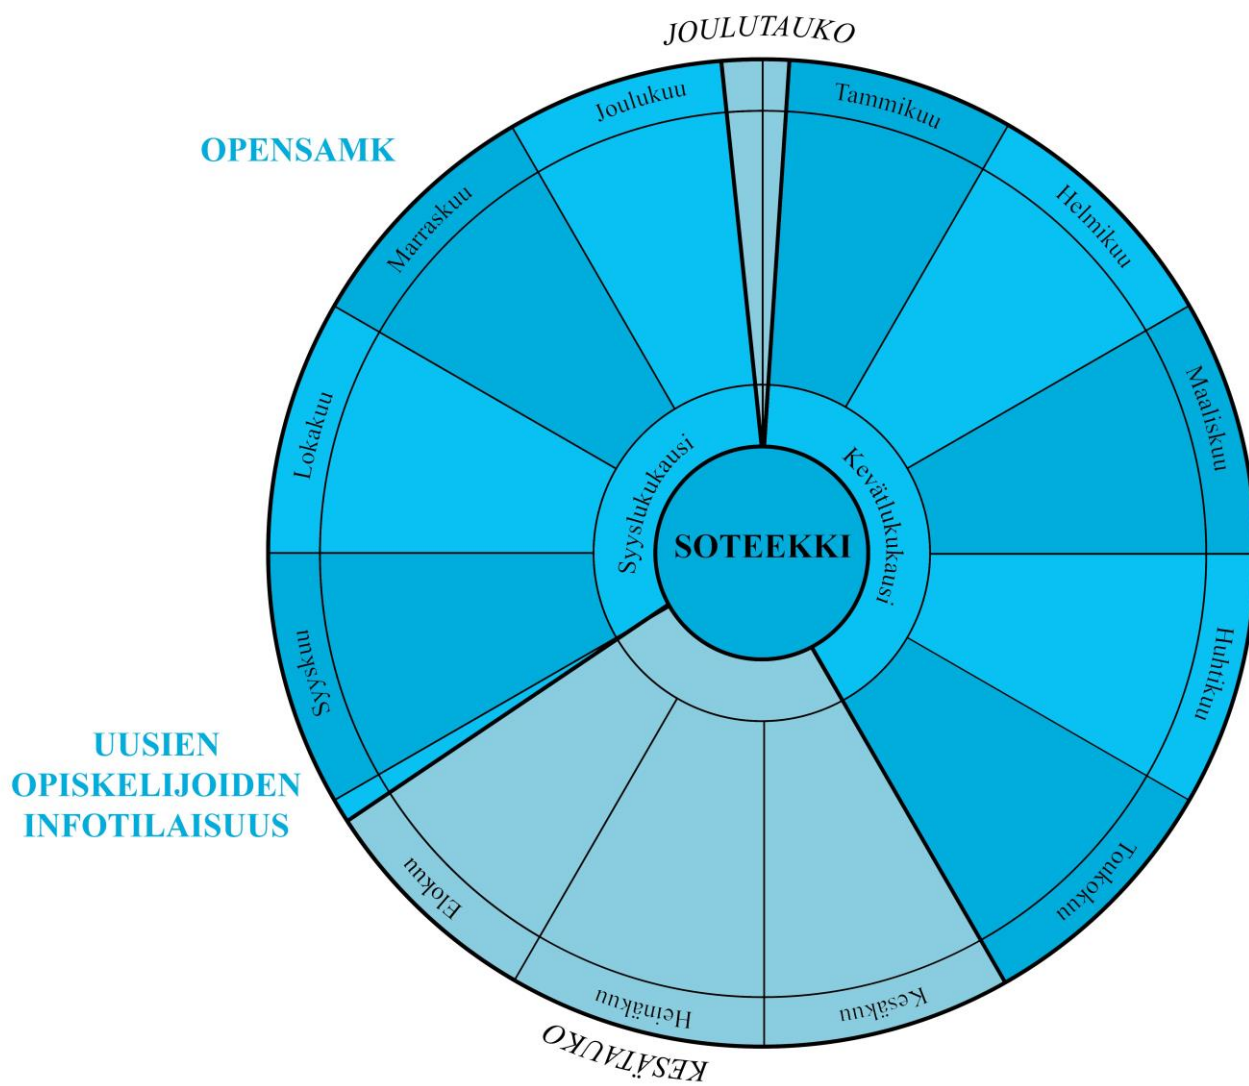 JOULUTAUKO
OPENSAMK
Joulukuu
Tammikuu
Marraskuu
Helmikuu
Lokakuu
Maaliskuu
Syyslukukausi
Kevätlukukausi
SOTEEKKI
Syyskuu
Huhtikuu
UUSIEN
OPISKELIJOIDEN
INFOTILAISUUS
Elokuu
Toukokuu
Heinäkuu
Kesäkuu
KESÄTAUKO